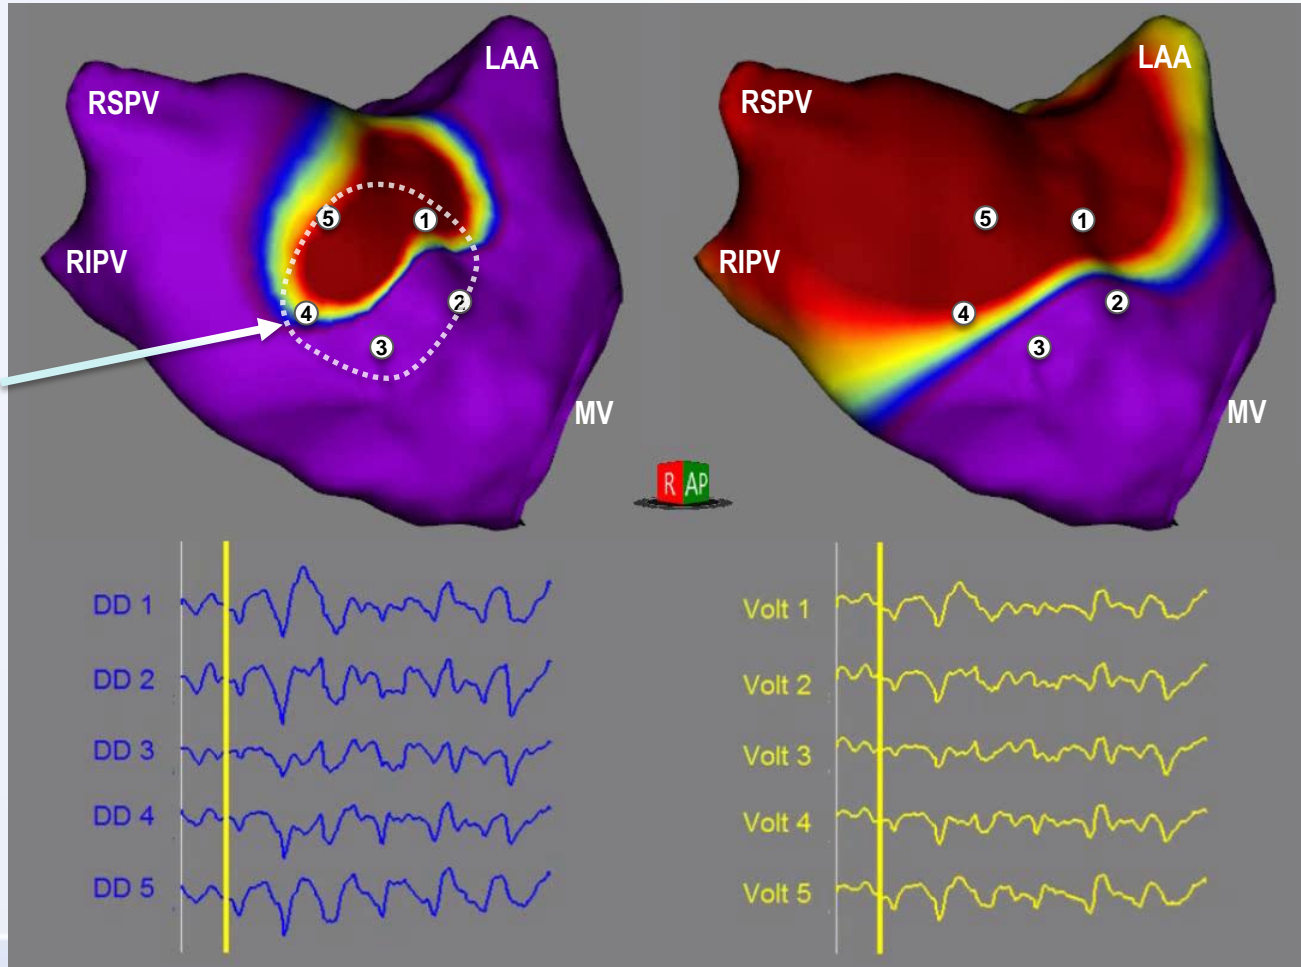 LAA
RSPV
5
1
RIPV
2
4
3
MV
LAA
RSPV
5
1
RIPV
2
4
3
MV
R AP
DD 1
DD 2
DD 3
DD 4
DD 5
Volt 1
Volt 2
Volt 3
Volt 4
Volt 5